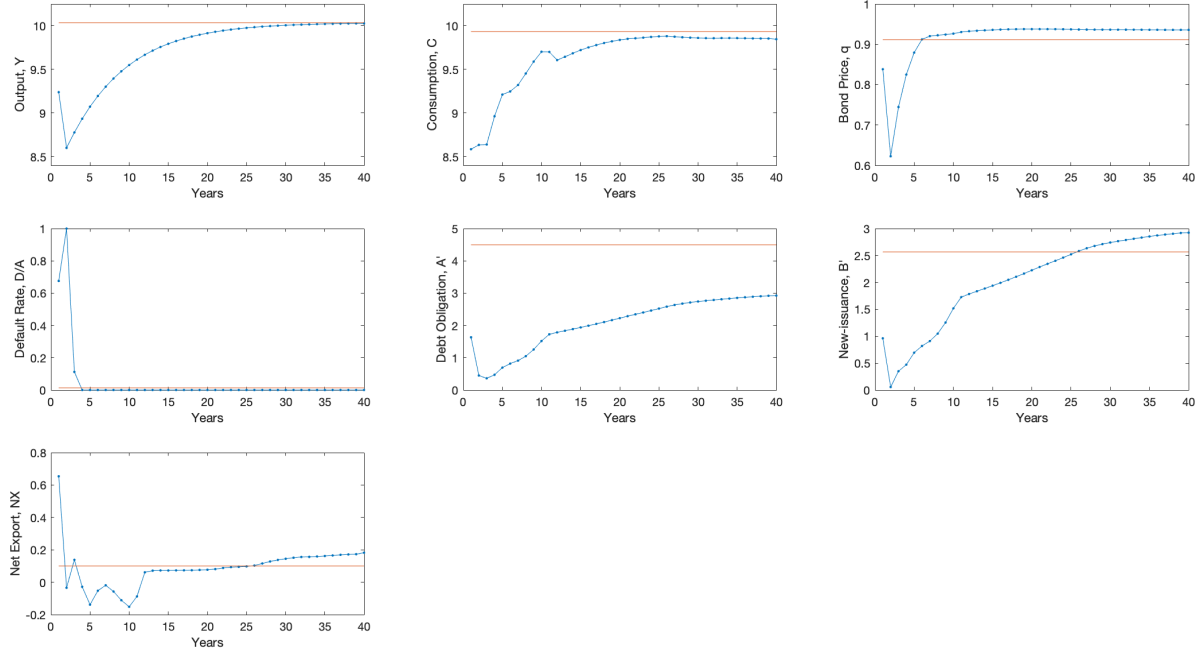 10
9.5
9
8.5
Output, Y
0 5 10 15 20 25 30 35 40
Years
10
9.5
9
8.5
Consumption, C
0 5 10 15 20 25 30 35 40
Years
1
0.9
0.8
0.7
0.6
Bond Price, q
0 5 10 15 20 25 30 35 40
Years
1
0.8
0.6
0.4
0.2
0
Default Rate, D/A
0 5 10 15 20 25 30 35 40
Years
5
4
3
2
1
0
Debt Obligation, A'
0 5 10 15 20 25 30 35 40
Years
3
2.5
2
1.5
1
0.5
0
New-issuance, B'
0 5 10 15 20 25 30 35 40
Years
0.8
0.6
0.4
0.2
0
-0.2
Net Export, NX
0 5 10 15 20 25 30 35 40
Years